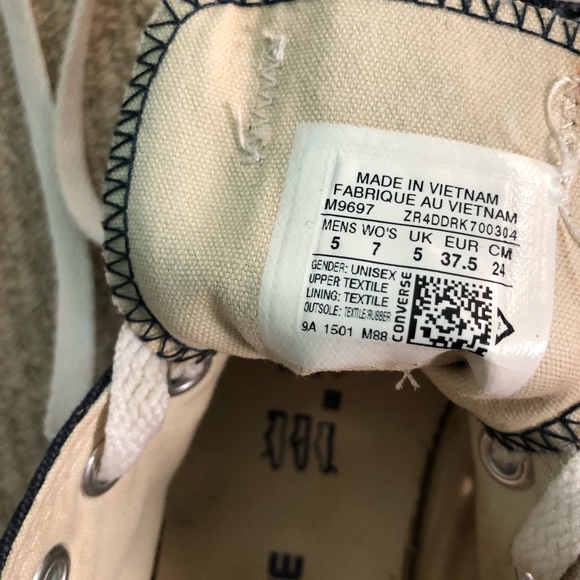 MADE IN VIETNAM
FABRIQUE AU VIETNAM
M9697 ZR4DDRK700304
MENS WO'S UK EUR CM
5 7 5 37.5 24
GENDER: UNISEX
UPPER TEXTILE
LINING: TEXTILE
OUTSOLE: TEXTILE/RUBBER
9A 1501 M88
CONVERSE